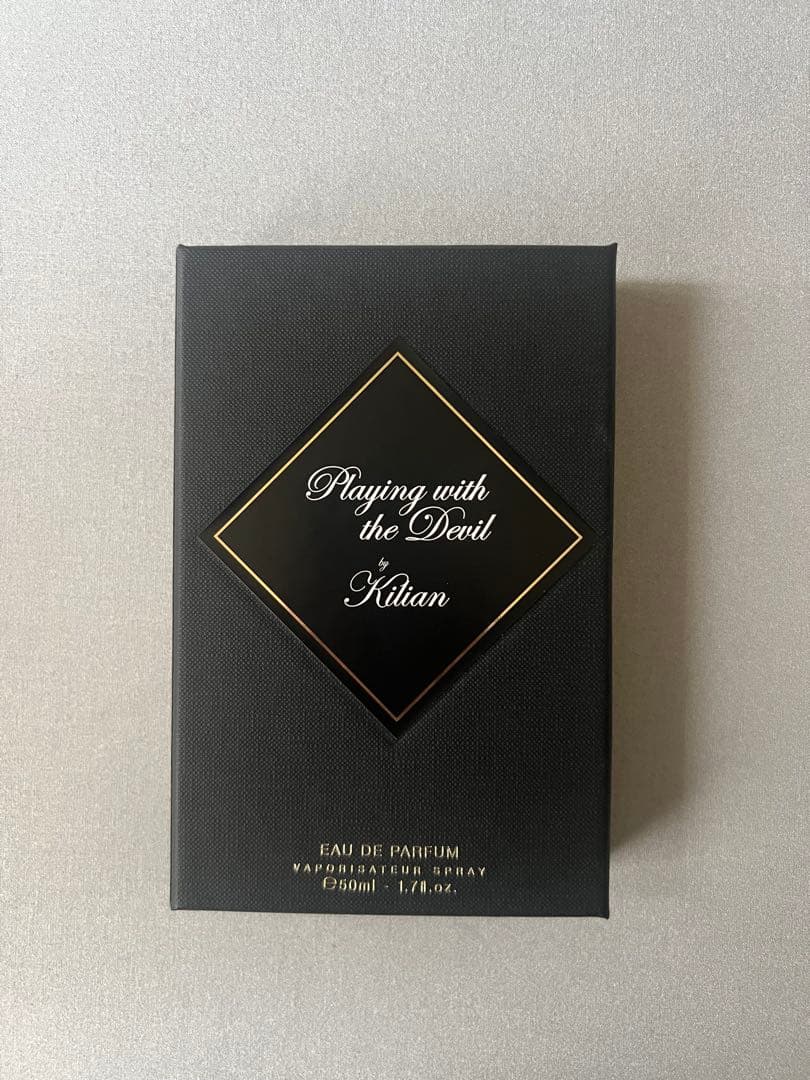 Playing with
the Devil
by
Kilian
EAU DE PARFUM
VAPORISATEUR SPRAY
℮50ml - 1.7fl.oz.